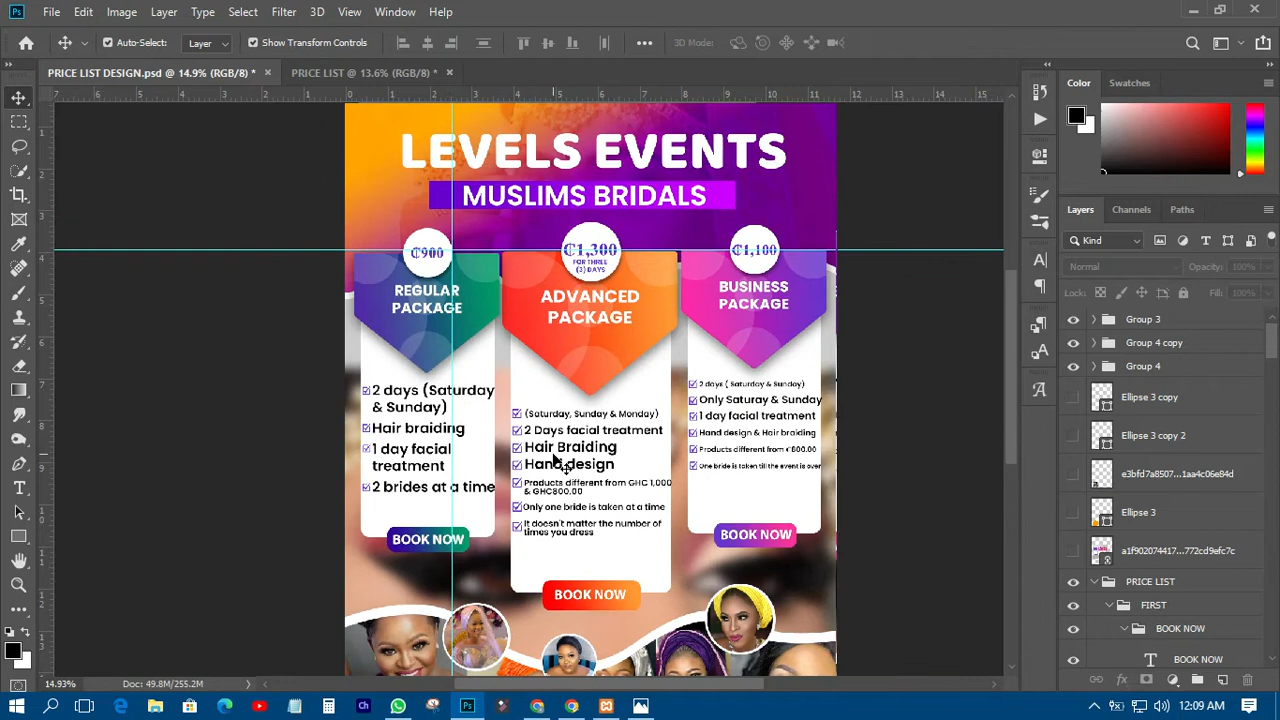 File Edit Image Layer Type Select Filter 3D View Window Help
Auto-Select: Layer Show Transform Controls 3D Mode:
PRICE LIST DESIGN.psd @ 14.9% (RGB/8) * × PRICE LIST @ 13.6% (RGB/8) * ×
LEVELS EVENTS
MUSLIMS BRIDALS
₵900
REGULAR
PACKAGE
2 days (Saturday
& Sunday)
Hair braiding
1 day facial
treatment
2 brides at a time
BOOK NOW
₵1,300
FOR THREE
(3) DAYS
ADVANCED
PACKAGE
(Saturday, Sunday & Monday)
2 Days facial treatment
Hair Braiding
Hand design
Products different from GHC 1,000
& GHC800.00
Only one bride is taken at a time
It doesn't matter the number of
times you dress
BOOK NOW
₵1,100
BUSINESS
PACKAGE
2 days ( Saturday & Sunday)
Only Saturay & Sunday
1 day facial treatment
Hand design & Hair braiding
Products different from ₵800.00
One bride is taken till the event is over
BOOK NOW
Color Swatches
Layers Channels Paths
Kind
Normal Opacity: 100%
Lock: Fill: 100%
Group 3
Group 4 copy
Group 4
Ellipse 3 copy
Ellipse 3 copy 2
e3bfd7a8507...1aa4c06e84d
Ellipse 3
a1f902074417...772cd9efc7c
PRICE LIST
FIRST
BOOK NOW
BOOK NOW
14.93% Doc: 49.8M/255.2M
12:09 AM